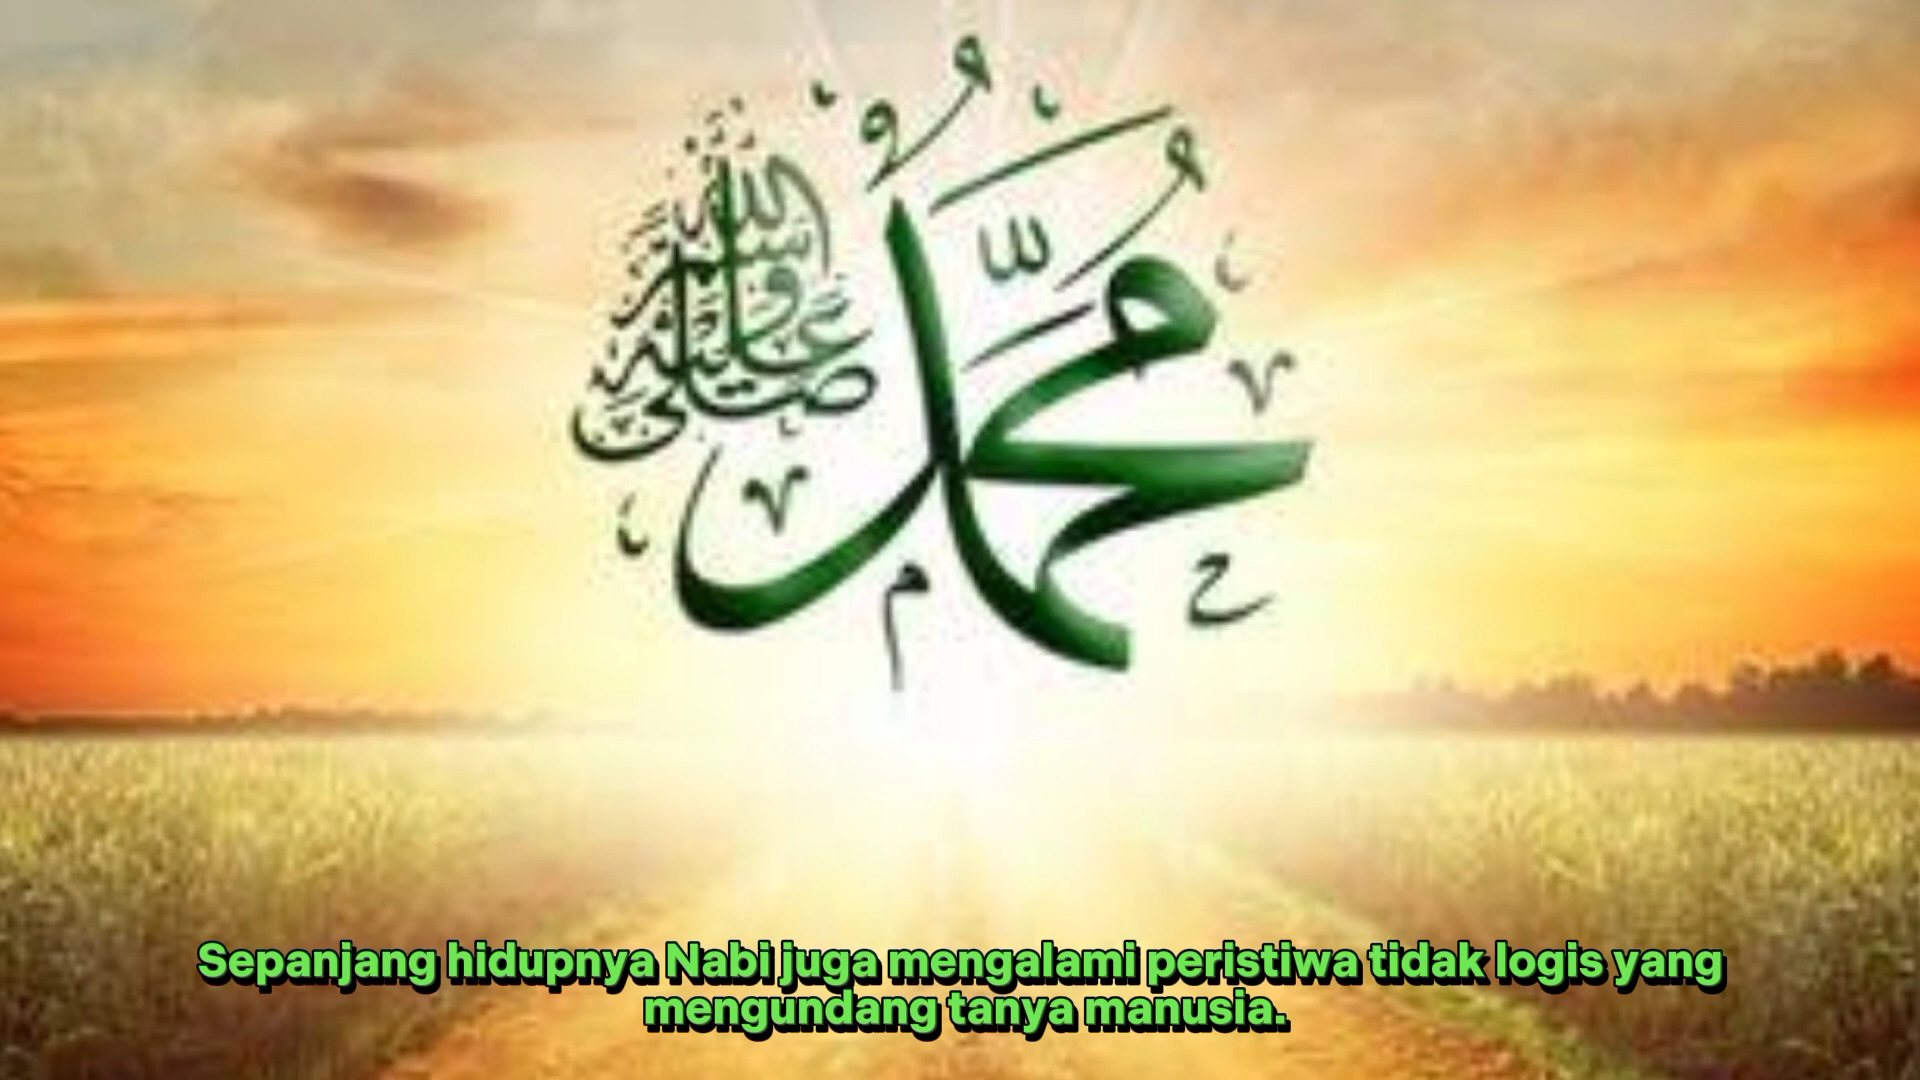 محمد
صلى الله عليه وسلم
Sepanjang hidupnya Nabi juga mengalami peristiwa tidak logis yang
mengundang tanya manusia.